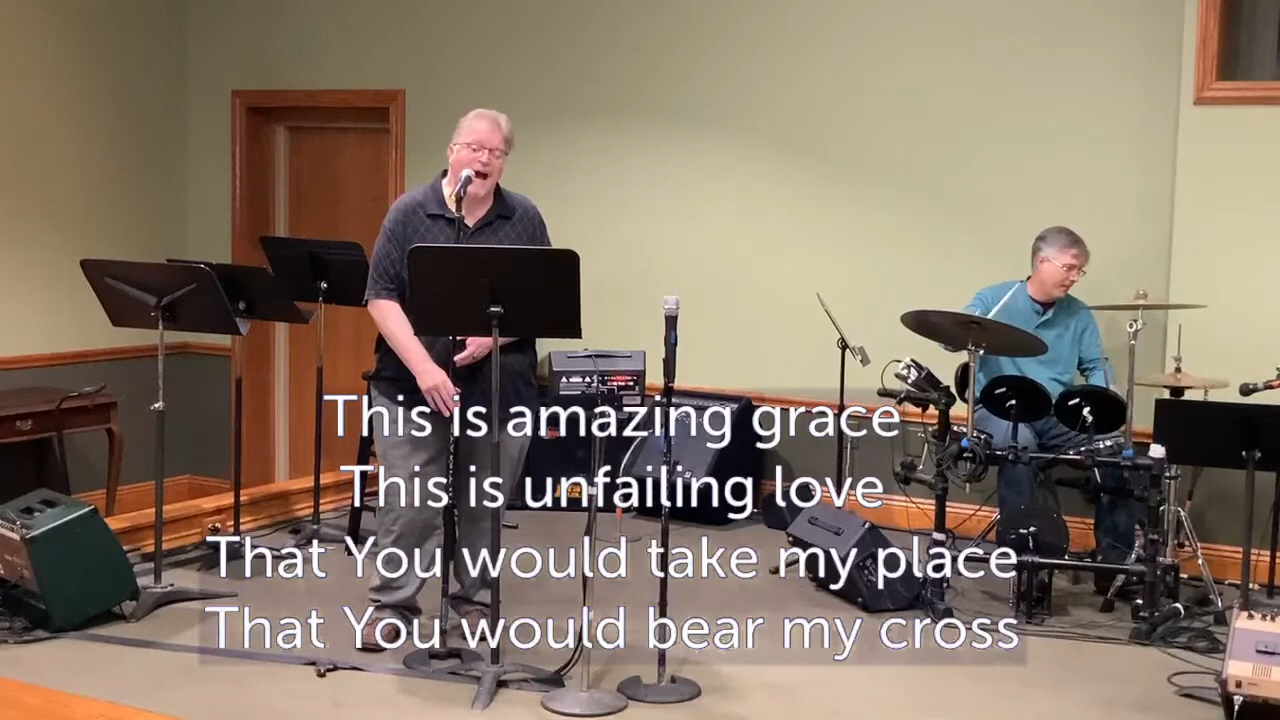 This is amazing grace
This is unfailing love
That You would take my place
That You would bear my cross